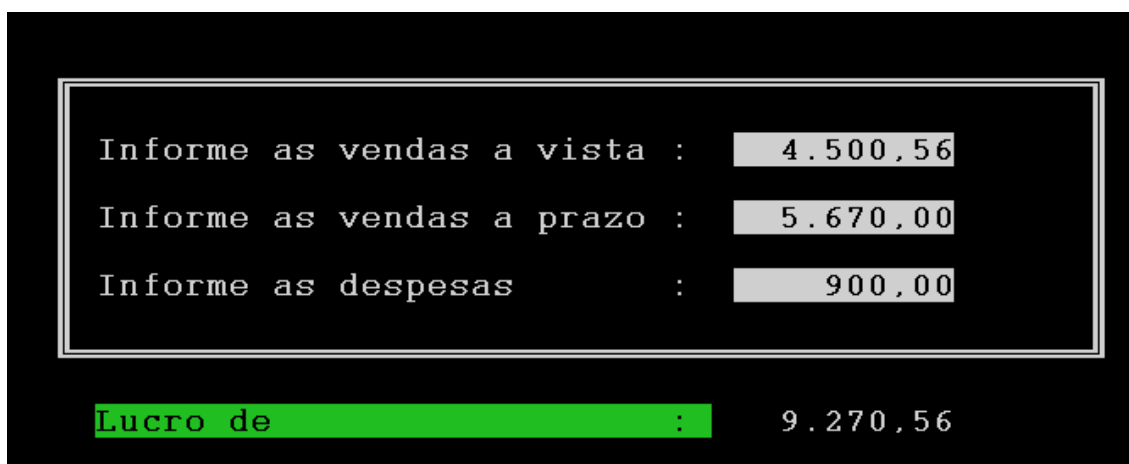 Informe as vendas a vista : 4.500,56
Informe as vendas a prazo : 5.670,00
Informe as despesas : 900,00
Lucro de : 9.270,56